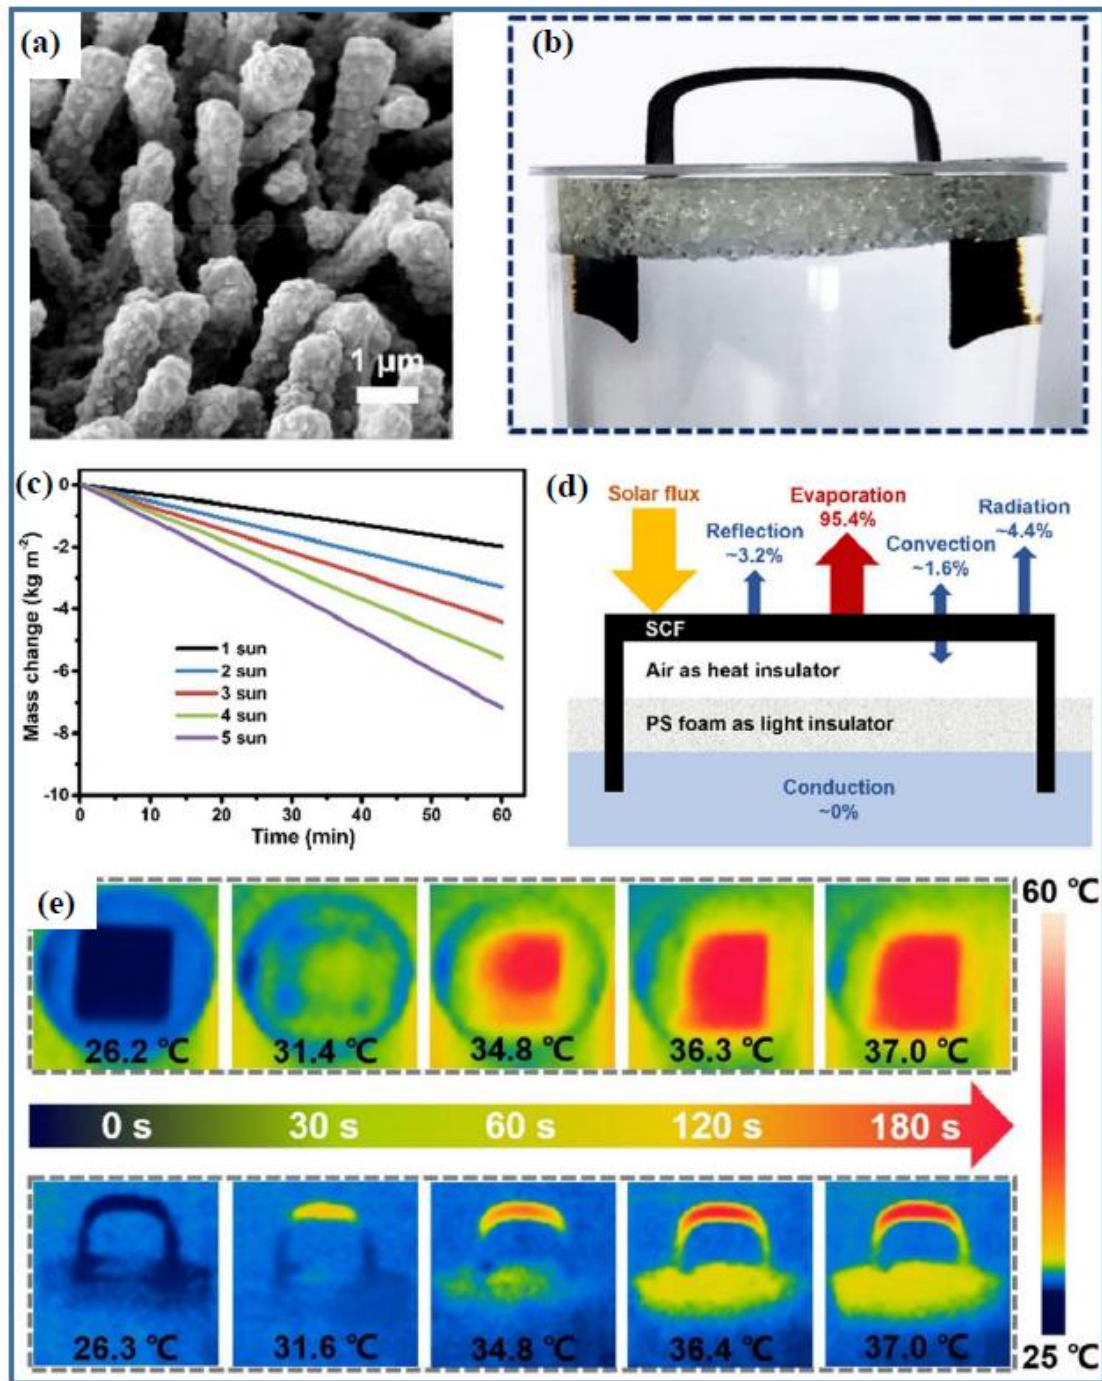 (a)
1 μm
(b)
(c)
0
-2
-4
-6
-8
-10
Mass change (kg m⁻²)
1 sun
2 sun
3 sun
4 sun
5 sun
0 10 20 30 40 50 60
Time (min)
(d)
Solar flux
Reflection
~3.2%
Evaporation
95.4%
Convection
~1.6%
Radiation
~4.4%
SCF
Air as heat insulator
PS foam as light insulator
Conduction
~0%
(e)
26.2 ℃ 31.4 ℃ 34.8 ℃ 36.3 ℃ 37.0 ℃
60 ℃
0 s 30 s 60 s 120 s 180 s
26.3 ℃ 31.6 ℃ 34.8 ℃ 36.4 ℃ 37.0 ℃
25 ℃